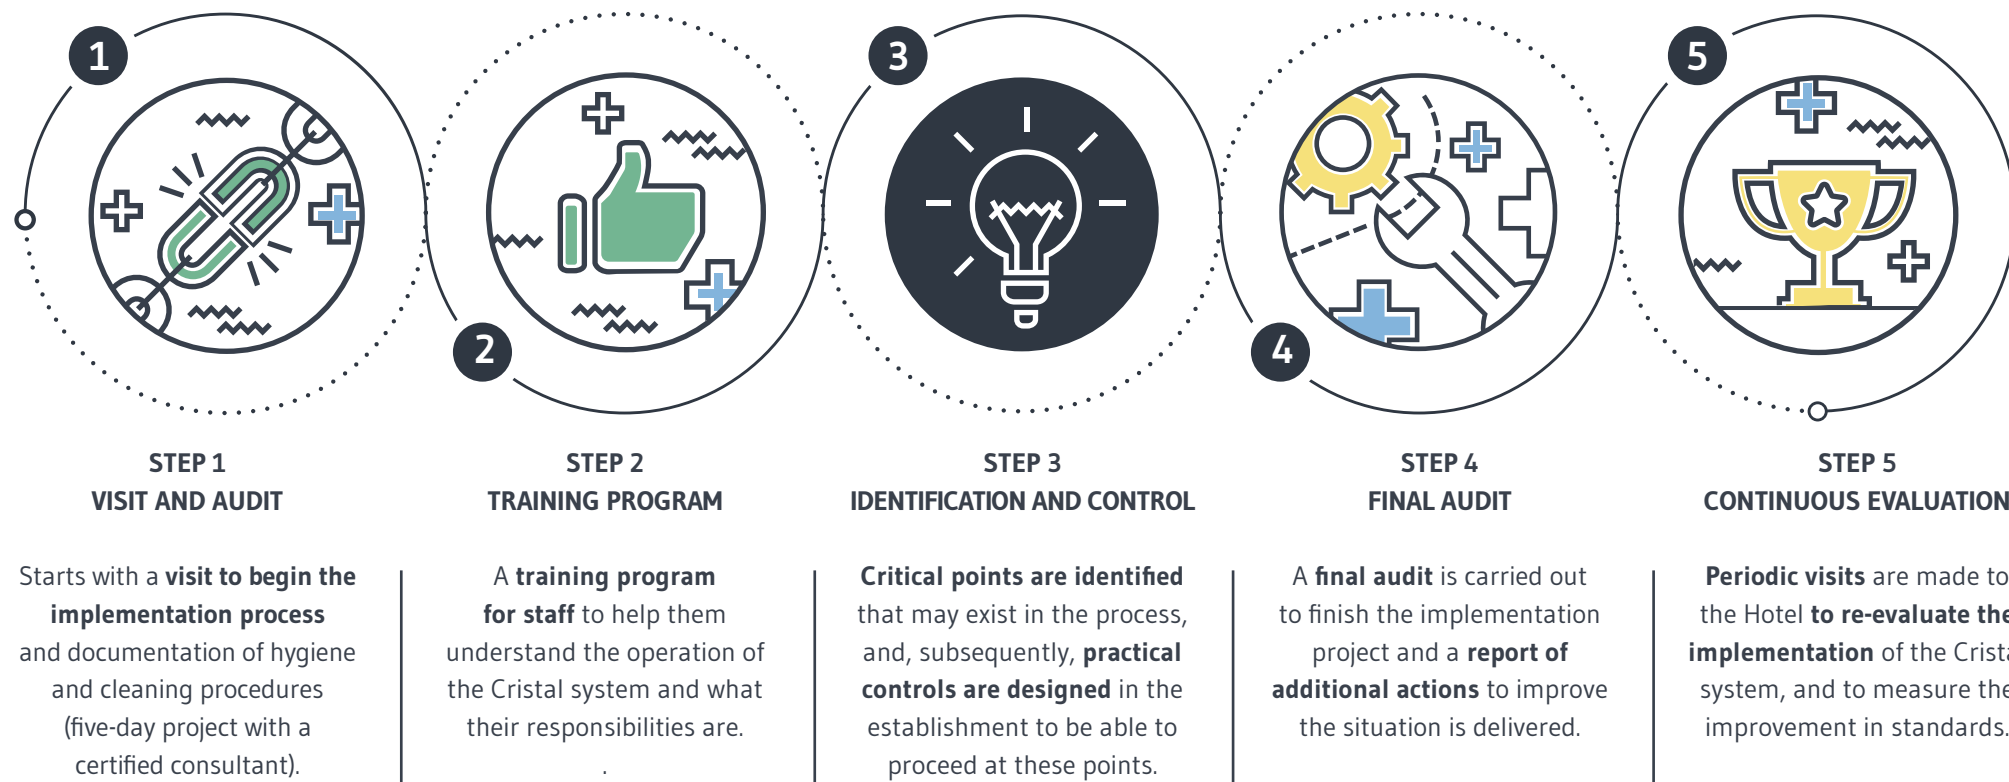 1
2
3
4
5
STEP 1
VISIT AND AUDIT
Starts with a visit to begin the
implementation process
and documentation of hygiene
and cleaning procedures
(five-day project with a
certified consultant).
STEP 2
TRAINING PROGRAM
A training program
for staff to help them
understand the operation of
the Cristal system and what
their responsibilities are.
.
STEP 3
IDENTIFICATION AND CONTROL
Critical points are identified
that may exist in the process,
and, subsequently, practical
controls are designed in the
establishment to be able to
proceed at these points.
STEP 4
FINAL AUDIT
A final audit is carried out
to finish the implementation
project and a report of
additional actions to improve
the situation is delivered.
STEP 5
CONTINUOUS EVALUATION
Periodic visits are made to
the Hotel to re-evaluate the
implementation of the Crista
system, and to measure the
improvement in standards.